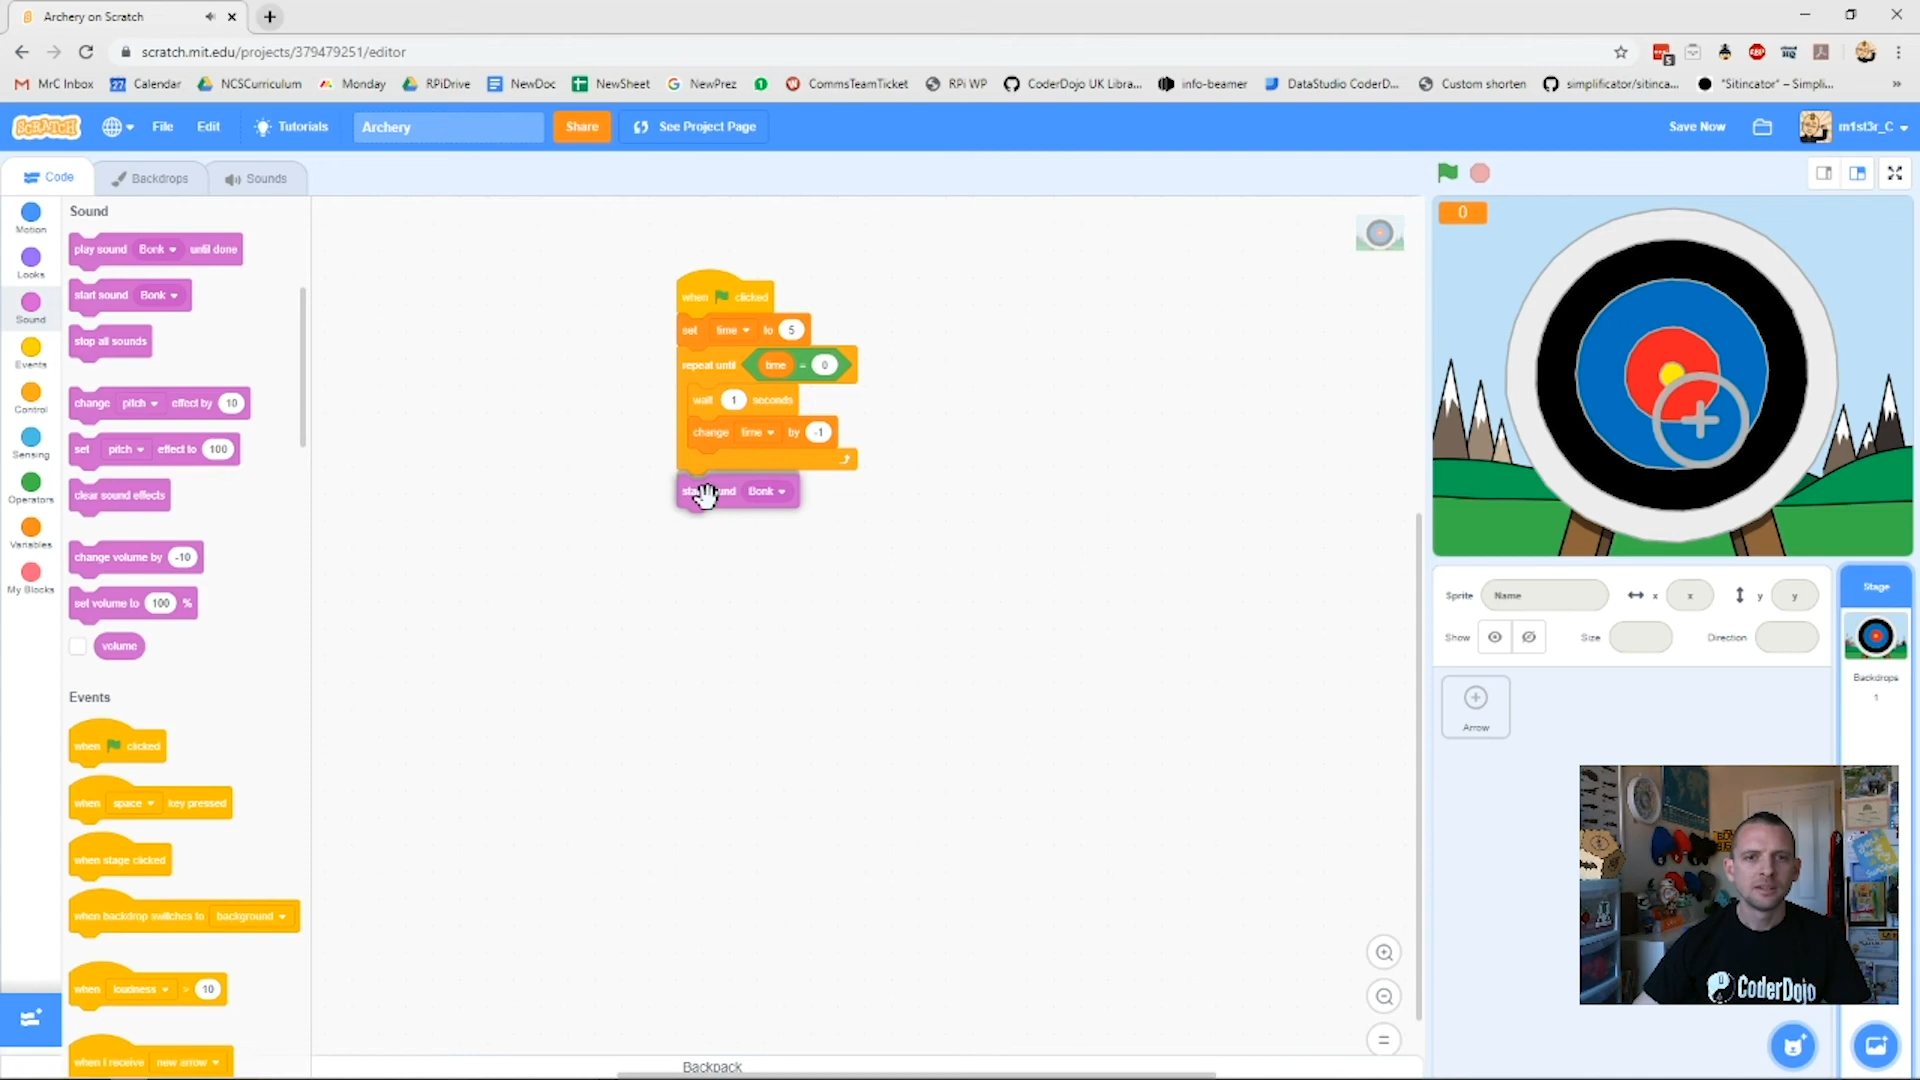 Archery on Scratch
scratch.mit.edu/projects/379479251/editor
MrC Inbox Calendar NCSCurriculum Monday RPiDrive NewDoc NewSheet NewPrez CommsTeamTicket RPi WP CoderDojo UK Libra... info-beamer DataStudio CoderD... Custom shorten simplificator/sitinca... "Sitincator" – Simpli... »
SCRATCH File Edit Tutorials Archery Share See Project Page Save Now m1st3r_C
Code Backdrops Sounds
Motion
Looks
Sound
Events
Control
Sensing
Operators
Variables
My Blocks
Sound
play sound Bonk until done
start sound Bonk
stop all sounds
change pitch effect by 10
set pitch effect to 100
clear sound effects
change volume by -10
set volume to 100 %
volume
Events
when clicked
when space key pressed
when stage clicked
when backdrop switches to background
when loudness > 10
when I receive new arrow
when clicked
set time to 5
repeat until time = 0
wait 1 seconds
change time by -1
Bonk
Backpack
0
Sprite Name x x y y
Show Size Direction
Arrow
Stage
Backdrops
1
CoderDojo